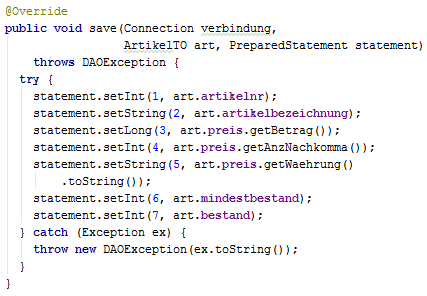 @Override
public void save(Connection verbindung,
ArtikelTO art, PreparedStatement statement)
throws DAOException {
try {
statement.setInt(1, art.artikelnr);
statement.setString(2, art.artikelbezeichnung);
statement.setLong(3, art.preis.getBetrag());
statement.setInt(4, art.preis.getAnzNachkomma());
statement.setString(5, art.preis.getWaehrung()
.toString());
statement.setInt(6, art.mindestbestand);
statement.setInt(7, art.bestand);
} catch (Exception ex) {
throw new DAOException(ex.toString());
}
}